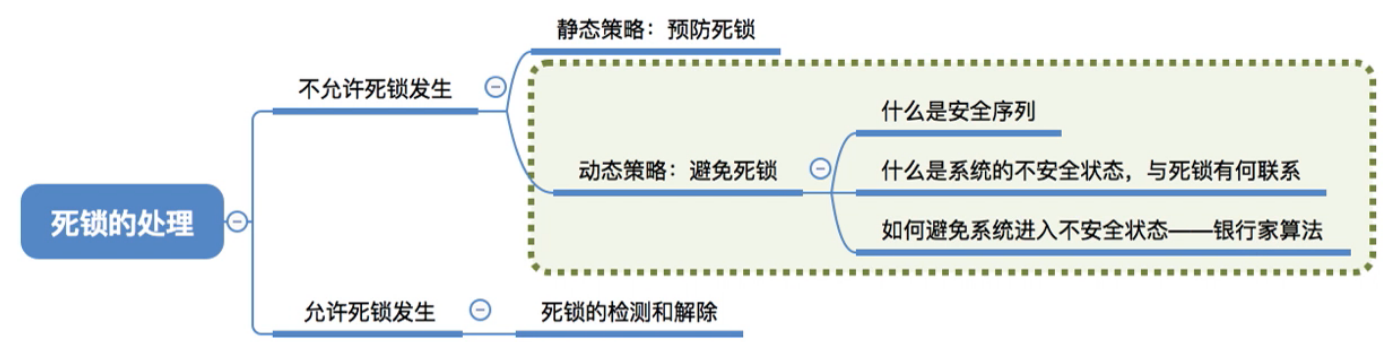 死锁的处理
不允许死锁发生
静态策略：预防死锁
动态策略：避免死锁
什么是安全序列
什么是系统的不安全状态，与死锁有何联系
如何避免系统进入不安全状态——银行家算法
允许死锁发生
死锁的检测和解除